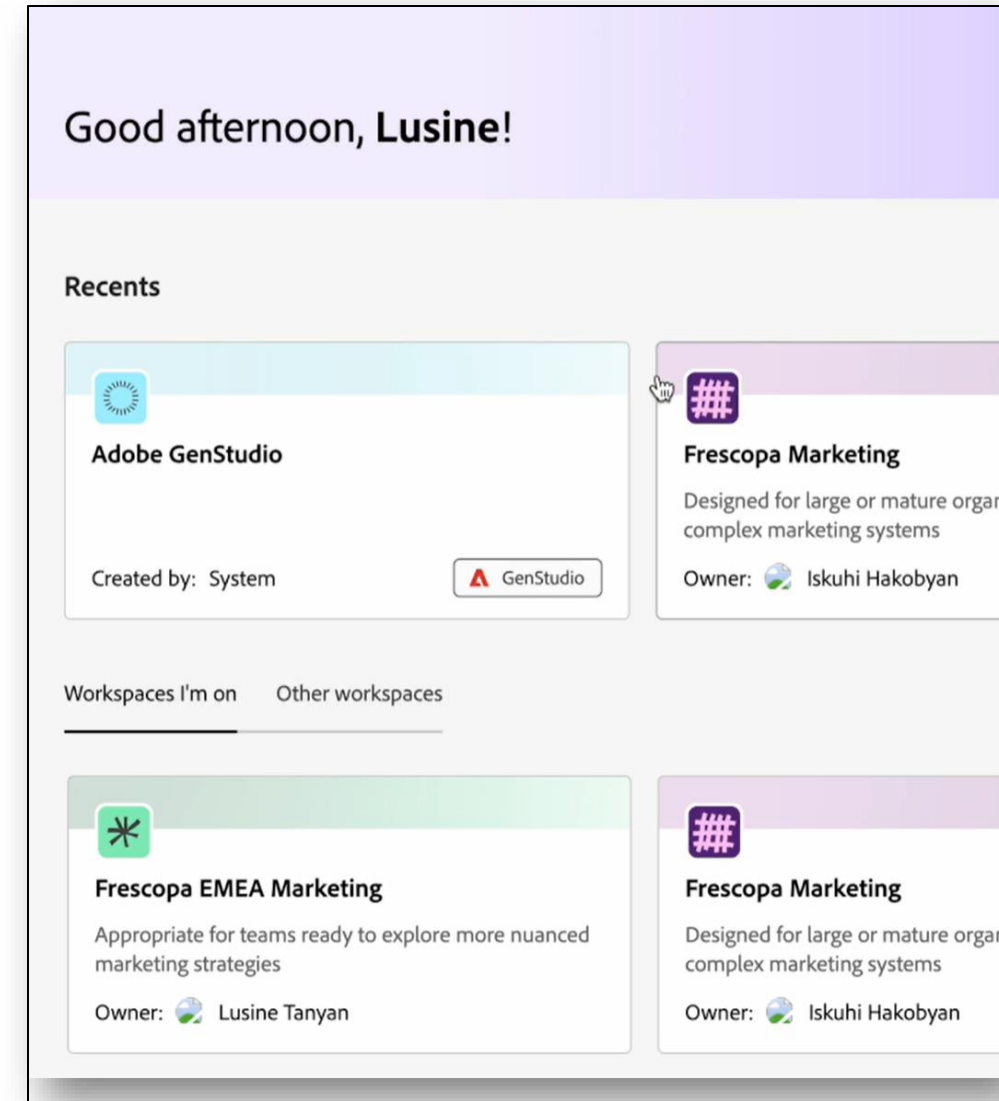 Good afternoon, Lusine!
Recents
Adobe GenStudio
Created by: System
GenStudio
Frescopa Marketing
Designed for large or mature
complex marketing systems
Owner: Iskuhi Hakobyan
Workspaces I'm on
Other workspaces
Frescopa EMEA Marketing
Appropriate for teams ready to explore more nuanced
marketing strategies
Owner: Lusine Tanyan
Frescopa Marketing
Designed for large or mature
complex marketing systems
Owner: Iskuhi Hakobyan